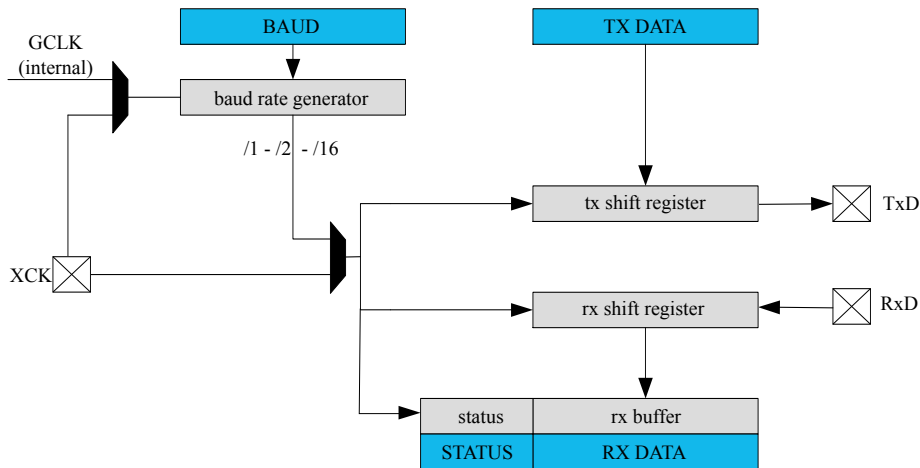 BAUD
TX DATA
GCLK
(internal)
baud rate generator
/1 - /2 - /16
tx shift register
TxD
XCK
rx shift register
RxD
status
rx buffer
STATUS
RX DATA